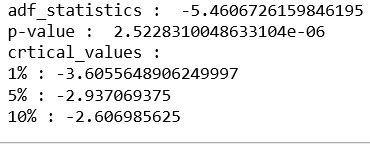 adf_statistics :  -5.4606726159846195
p-value :  2.5228310048633104e-06
crtical_values :
1% : -3.6055648906249997
5% : -2.937069375
10% : -2.606985625